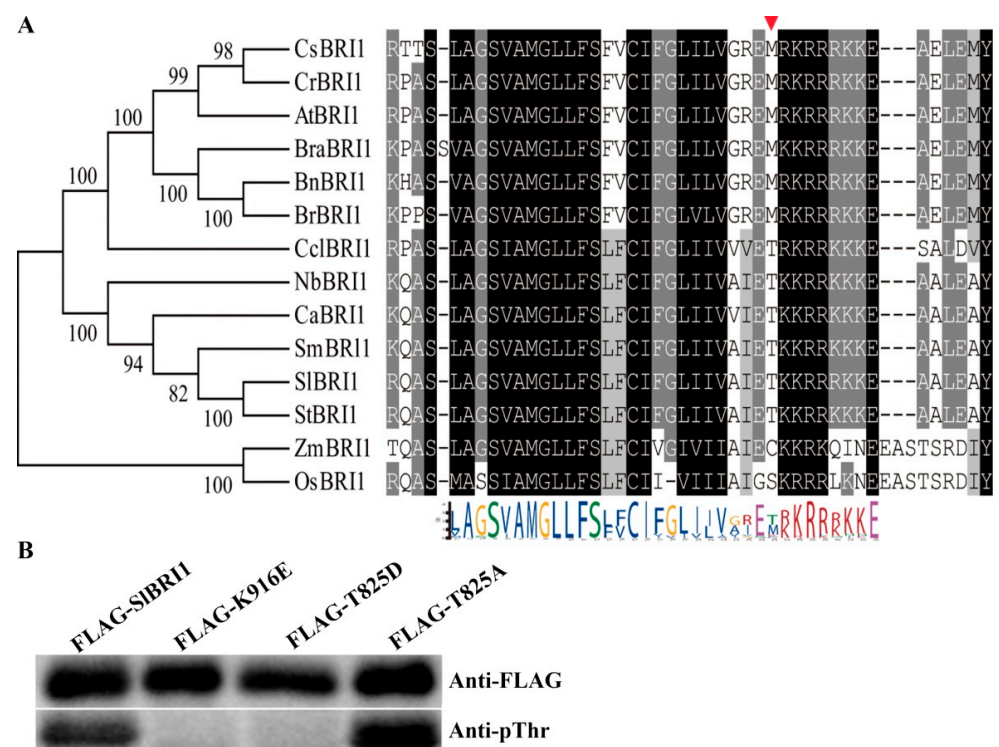 A
CsBRI1 RTTS-LAGSVAMGLLFSFVCIFGLILVGREMRKRRRKKE---AELEMY
CrBRI1 RPAS-LAGSVAMGLLFSFVCIFGLILVGREMRKRRRKKE---AELEMY
AtBRI1 RPAS-LAGSVAMGLLFSFVCIFGLILVGREMRKRRRKKE---AELEMY
BraBRI1 KPASSVAGSVAMGLLFSFVCIFGLILVGREMKKRRRKKE---AELEMY
BnBRI1 KHAS-VAGSVAMGLLFSFVCIFGLILVGREMRKRRRKKE---AELEMY
BrBRI1 KPPS-VAGSVAMGLLFSFVCIFGLVLVGREMRKRRRKKE---AELEMY
CclBRI1 RPAS-LAGSIAMGLLFSLFCIFGLIIVVVETRKRRRKKE---SALDVY
NbBRI1 KQAS-LAGSVAMGLLFSLFCIFGLIIVAIETKKRRKKKE---AALEAY
CaBRI1 KQAS-LAGSVAMGLLFSLFCIFGLIIVVIETKKRRKKKE---AALEAY
SmBRI1 KQAS-LAGSVAMGLLFSLFCIFGLIIVAIETKKRRRKKE---AALEAY
SlBRI1 RQAS-LAGSVAMGLLFSLFCIFGLIIVAIETKKRRRKKE---AALEAY
StBRI1 RQAS-LAGSVAMGLLFSLFCIFGLIIVAIETKKRRKKKE---AALEAY
ZmBRI1 TQAS-LAGSVAMGLLFSLFCIVGIVIIAIECKKRKQINEEASTSRDIY
OsBRI1 RQAS-MASSIAMGLLFSLFCII-VIIIAIGSKRRRLKNEEASTSRDIY
98
99
100
100
100
100
100
94
82
100
100
B
FLAG-SlBRI1 FLAG-K916E FLAG-T825D FLAG-T825A
Anti-FLAG
Anti-pThr